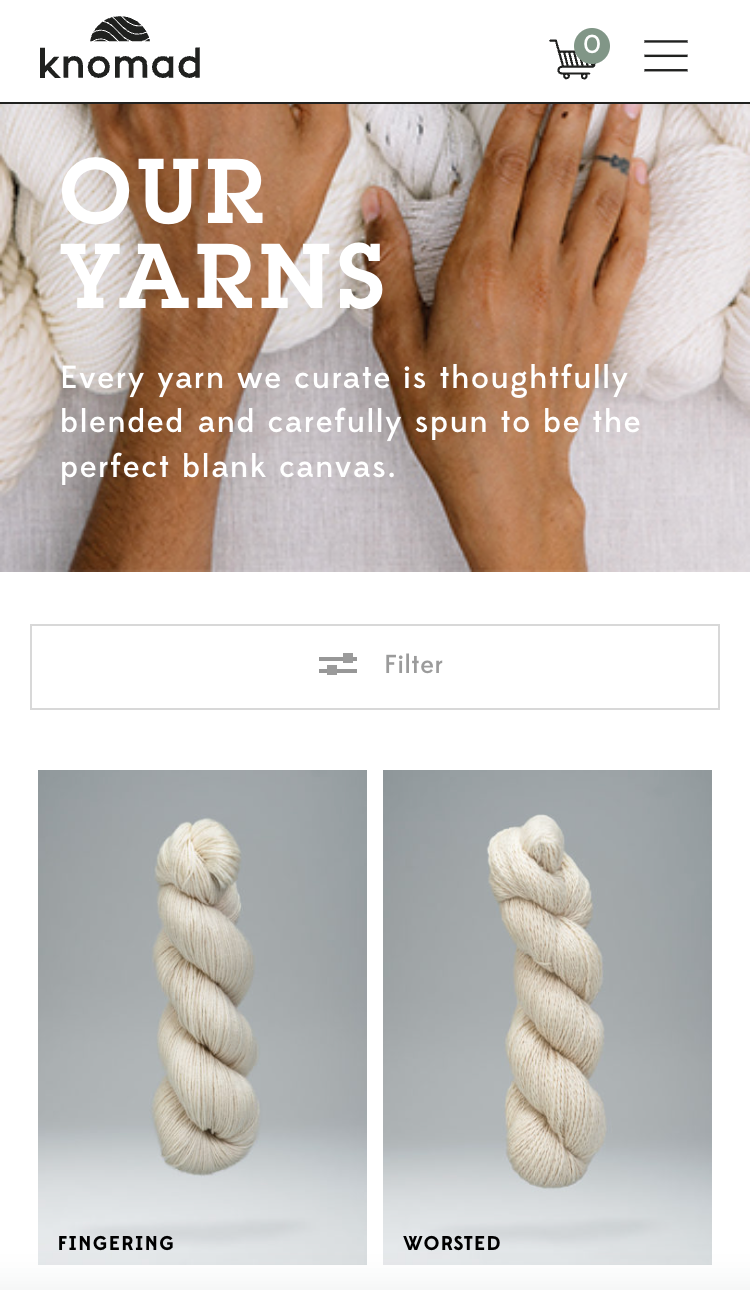 knomad
0
OUR
YARNS
Every yarn we curate is thoughtfully
blended and carefully spun to be the
perfect blank canvas.
Filter
FINGERING
WORSTED